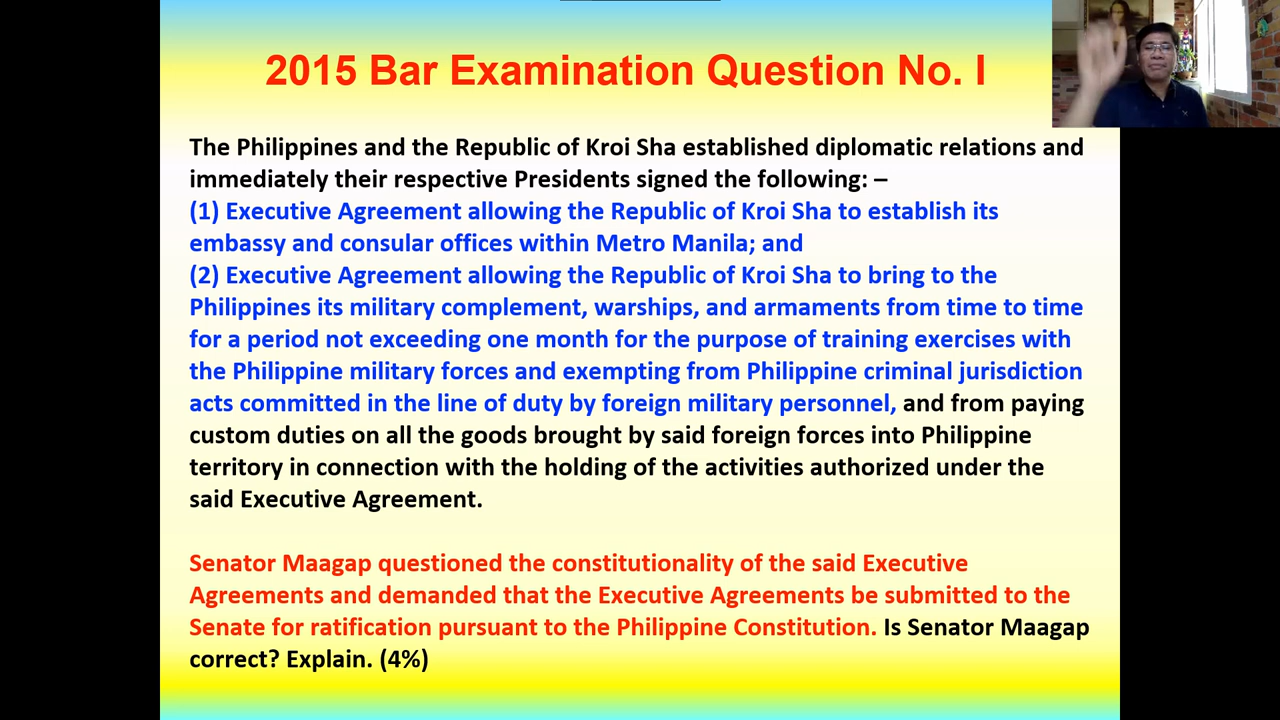 2015 Bar Examination Question No. I
The Philippines and the Republic of Kroi Sha established diplomatic relations and
immediately their respective Presidents signed the following: –
(1) Executive Agreement allowing the Republic of Kroi Sha to establish its
embassy and consular offices within Metro Manila; and
(2) Executive Agreement allowing the Republic of Kroi Sha to bring to the
Philippines its military complement, warships, and armaments from time to time
for a period not exceeding one month for the purpose of training exercises with
the Philippine military forces and exempting from Philippine criminal jurisdiction
acts committed in the line of duty by foreign military personnel, and from paying
custom duties on all the goods brought by said foreign forces into Philippine
territory in connection with the holding of the activities authorized under the
said Executive Agreement.
Senator Maagap questioned the constitutionality of the said Executive
Agreements and demanded that the Executive Agreements be submitted to the
Senate for ratification pursuant to the Philippine Constitution. Is Senator Maagap
correct? Explain. (4%)